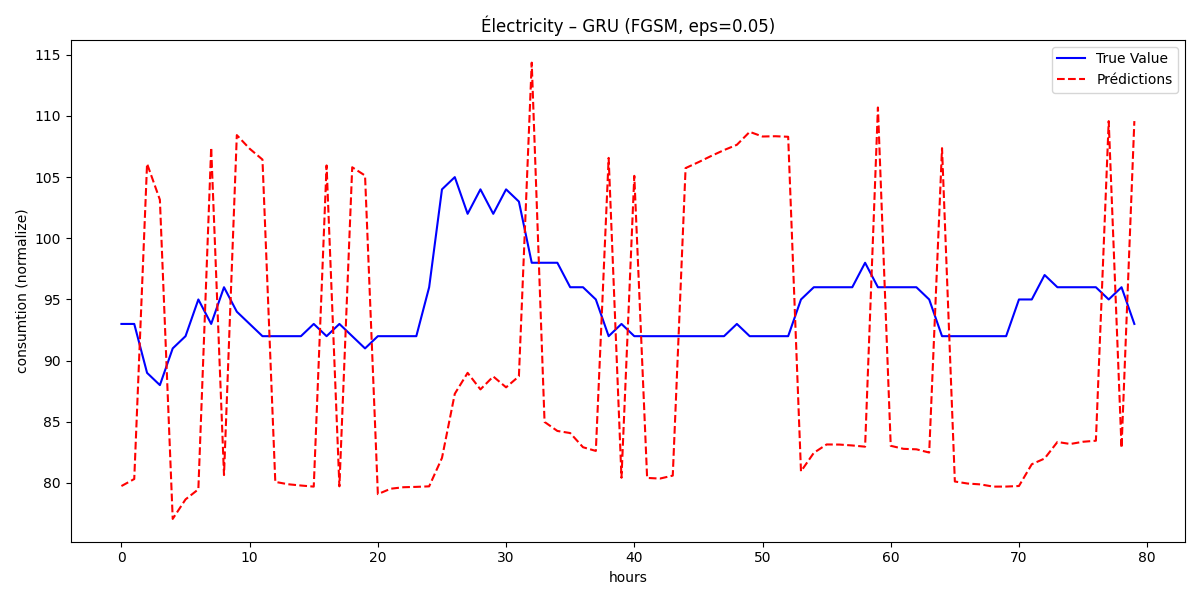 Électricity – GRU (FGSM, eps=0.05)
True Value
Prédictions
consumtion (normalize)
115
110
105
100
95
90
85
80
0 10 20 30 40 50 60 70 80
hours